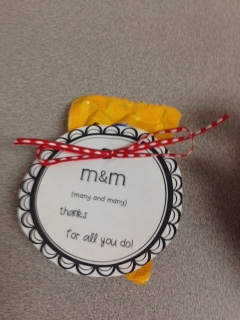 m&m
(many and many)
thanks
for all you do!